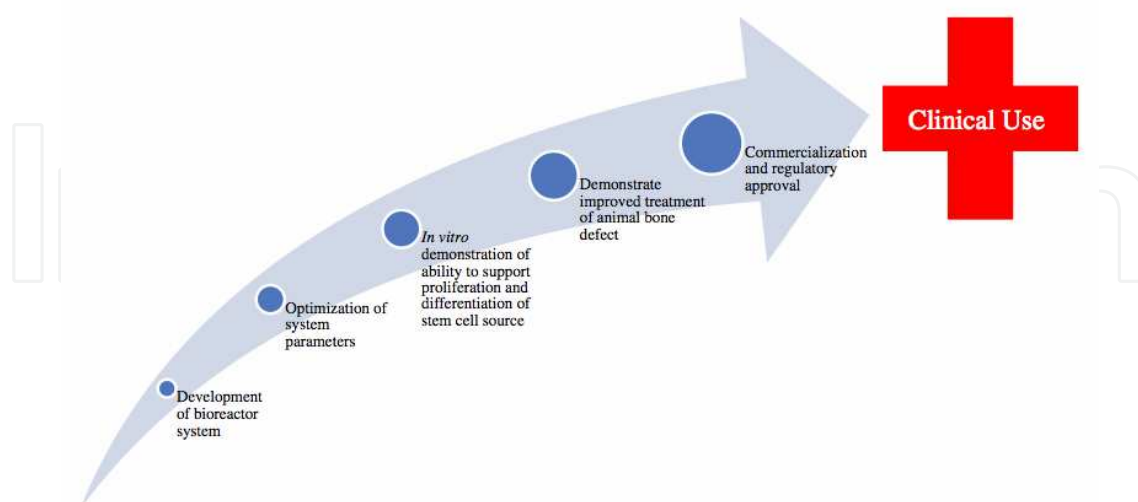 Clinical Use
Commercialization
and regulatory
approval
Demonstrate
improved treatment
of animal bone
defect
In vitro
demonstration of
ability to support
proliferation and
differentiation of
stem cell source
Optimization of
system
parameters
Development
of bioreactor
system